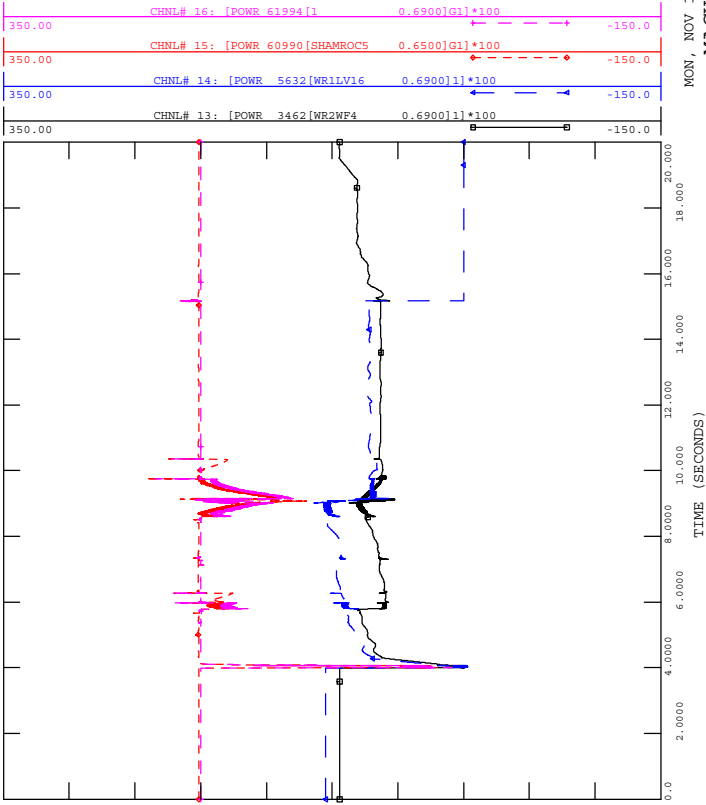 CHNL# 16: [POWR 61994[1 0.6900]G1]*100
350.00 -150.0
CHNL# 15: [POWR 60990[SHAMROC5 0.6500]G1]*100
350.00 -150.0
CHNL# 14: [POWR 5632[WR1LV16 0.6900]1]*100
350.00 -150.0
CHNL# 13: [POWR 3462[WR2WF4 0.6900]1]*100
350.00 -150.0
MON, NOV
20.000
18.000
16.000
14.000
12.000
10.000
8.0000
6.0000
4.0000
2.0000
0.0
TIME (SECONDS)